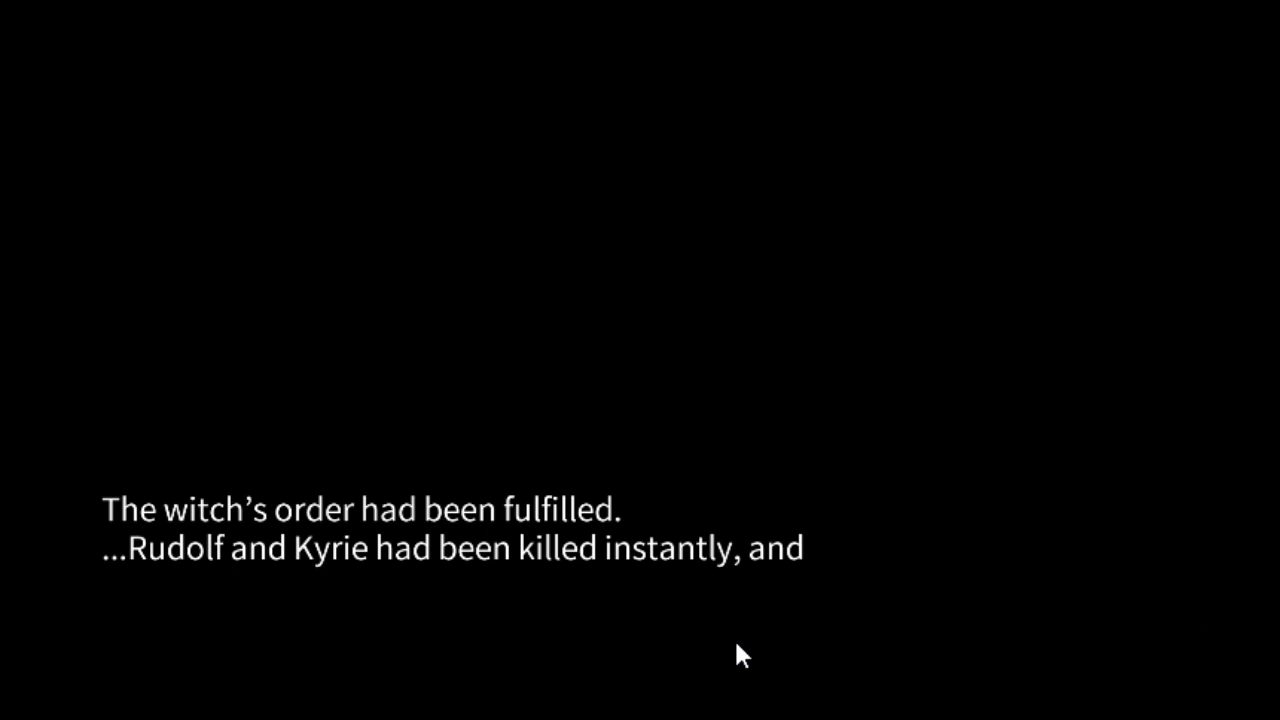 The witch’s order had been fulfilled.
...Rudolf and Kyrie had been killed instantly, and